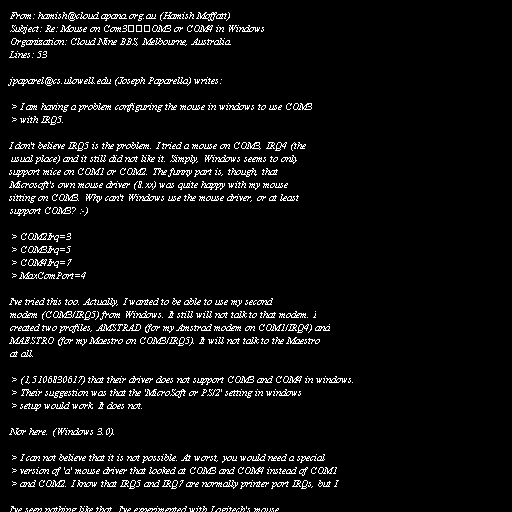 From: hamish@cloud.apana.org.au (Hamish Moffatt)
Subject: Re: Mouse on Com3□□□OM3 or COM4 in Windows
Organization: Cloud Nine BBS, Melbourne, Australia.
Lines: 53
jpaparel@cs.ulowell.edu (Joseph Paparella) writes:
> I am having a problem configuring the mouse in windows to use COM3
> with IRQ5.
I don't believe IRQ5 is the problem. I tried a mouse on COM3, IRQ4 (the
usual place) and it still did not like it. Simply, Windows seems to only
support mice on COM1 or COM2. The funny part is, though, that
Microsoft's own mouse driver (8.xx) was quite happy with my mouse
sitting on COM3. Why can't Windows use the mouse driver, or at least
support COM3? :-)
> COM2Irq=3
> COM3Irq=5
> COM4Irq=7
> MaxComPort=4
I've tried this too. Actually, I wanted to be able to use my second
modem (COM3/IRQ5) from Windows. It still will not talk to that modem. I
created two profiles, AMSTRAD (for my Amstrad modem on COM1/IRQ4) and
MAESTRO (for my Maestro on COM3/IRQ5). It will not talk to the Maestro
at all.
> (1,5106830617) that their driver does not support COM3 and COM4 in windows.
> Their suggestion was that the 'MicroSoft or PS/2' setting in windows
> setup would work. It does not.
Nor here. (Windows 3.0).
> I can not believe that it is not possible. At worst, you would need a special
> version of 'a' mouse driver that looked at COM3 and COM4 instead of COM1
> and COM2. I know that IRQ5 and IRQ7 are normally printer port IRQs, but I
I've seen nothing like that. I've experimented with Logitech's mouse